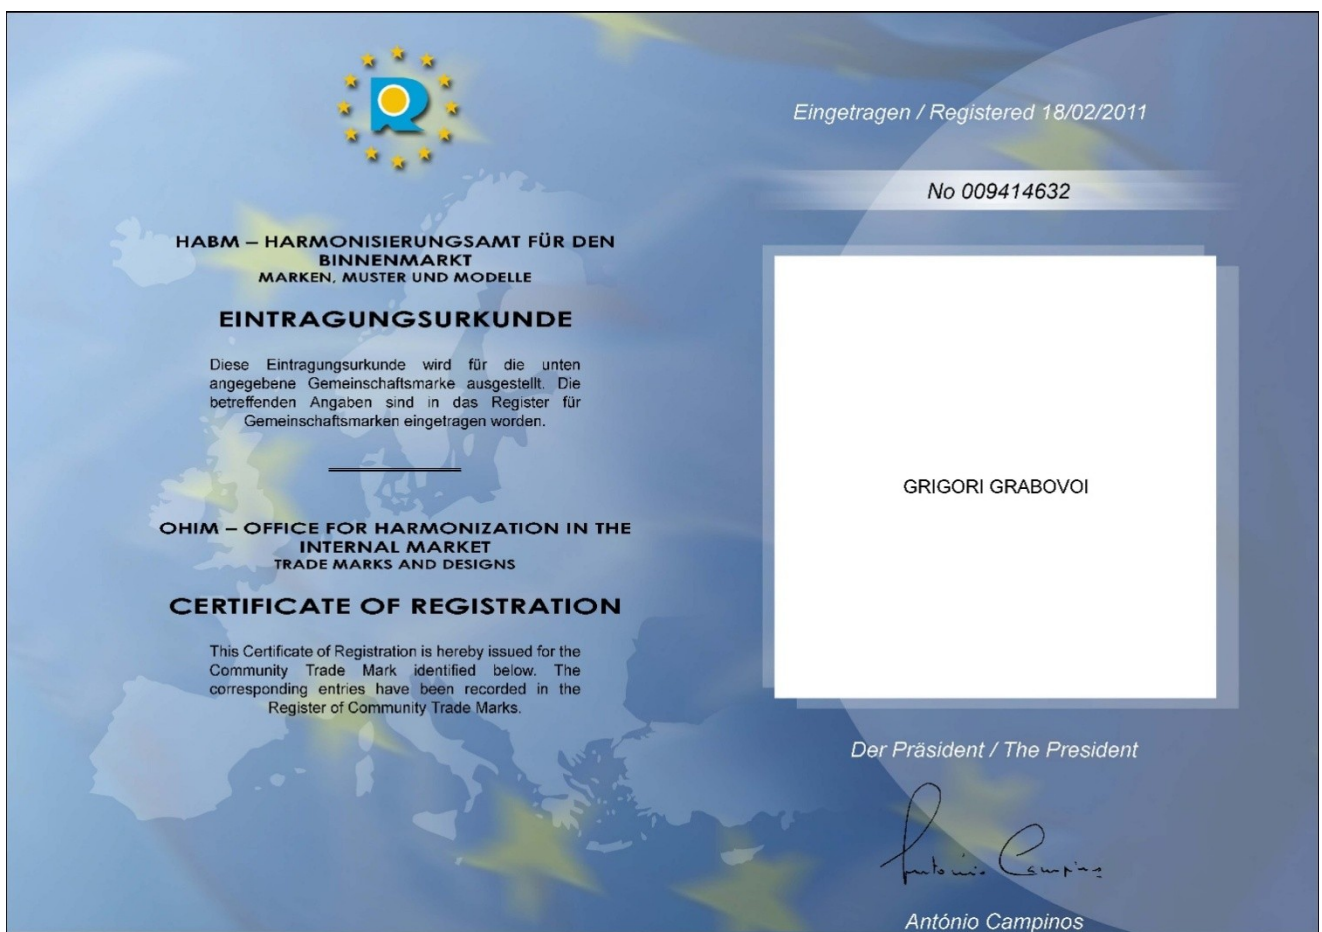 HABM – HARMONISIERUNGSAMT FÜR DEN
BINNENMARKT
MARKEN, MUSTER UND MODELLE
EINTRAGUNGSURKUNDE
Diese Eintragungsurkunde wird für die unten
angegebene Gemeinschaftsmarke ausgestellt. Die
betreffenden Angaben sind in das Register für
Gemeinschaftsmarken eingetragen worden.
OHIM – OFFICE FOR HARMONIZATION IN THE
INTERNAL MARKET
TRADE MARKS AND DESIGNS
CERTIFICATE OF REGISTRATION
This Certificate of Registration is hereby issued for the
Community Trade Mark identified below. The
corresponding entries have been recorded in the
Register of Community Trade Marks.
Eingetragen / Registered 18/02/2011
No 009414632
GRIGORI GRABOVOI
Der Präsident / The President
António Campinos
António Campinos